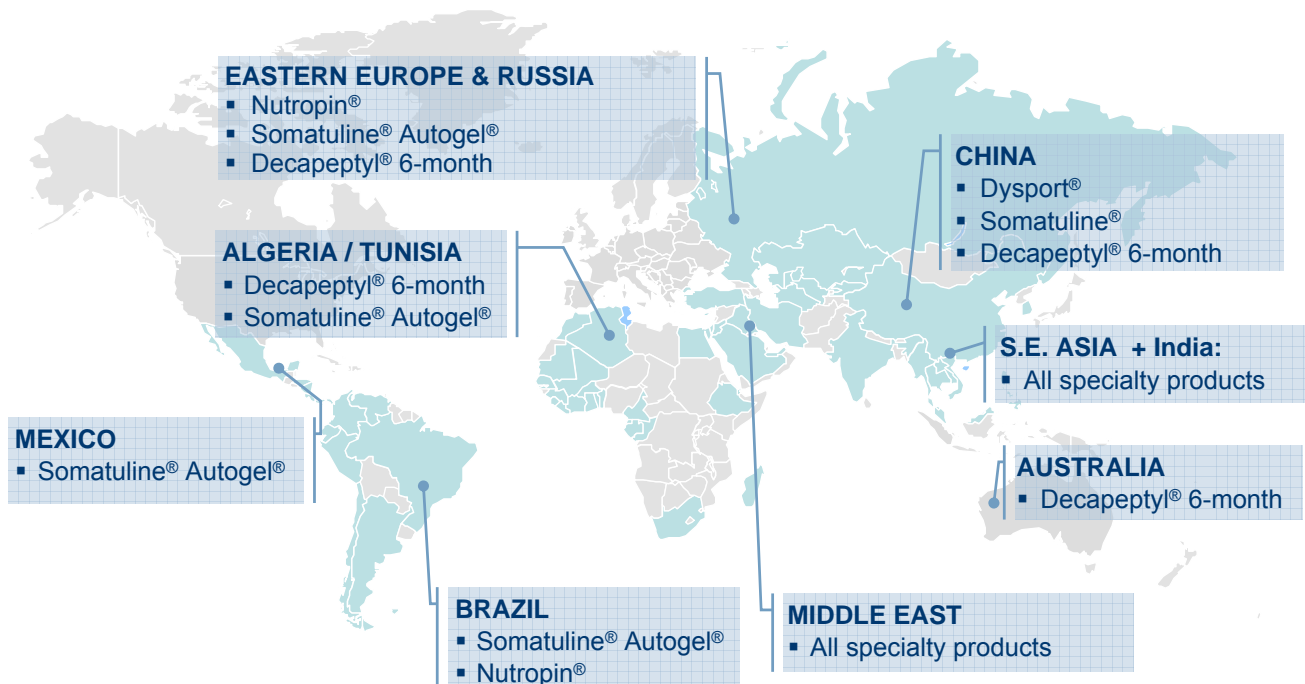 EASTERN EUROPE & RUSSIA
▪ Nutropin®
▪ Somatuline® Autogel®
▪ Decapeptyl® 6-month
CHINA
▪ Dysport®
▪ Somatuline®
▪ Decapeptyl® 6-month
ALGERIA / TUNISIA
▪ Decapeptyl® 6-month
▪ Somatuline® Autogel®
S.E. ASIA + India:
▪ All specialty products
MEXICO
▪ Somatuline® Autogel®
AUSTRALIA
▪ Decapeptyl® 6-month
BRAZIL
▪ Somatuline® Autogel®
▪ Nutropin®
MIDDLE EAST
▪ All specialty products